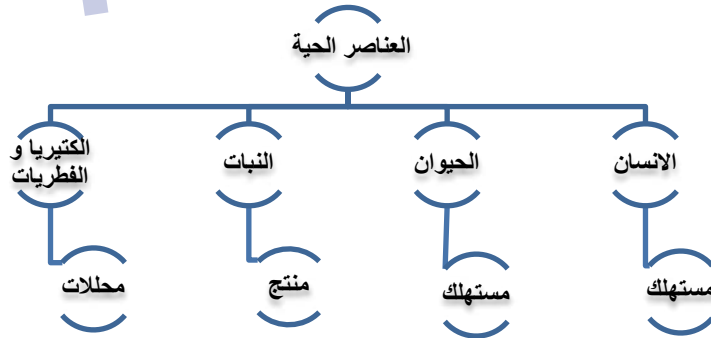 العناصر الحية
الانسان
الحيوان
النبات
الكتيريا و
الفطريات
مستهلك
مستهلك
منتج
محللات